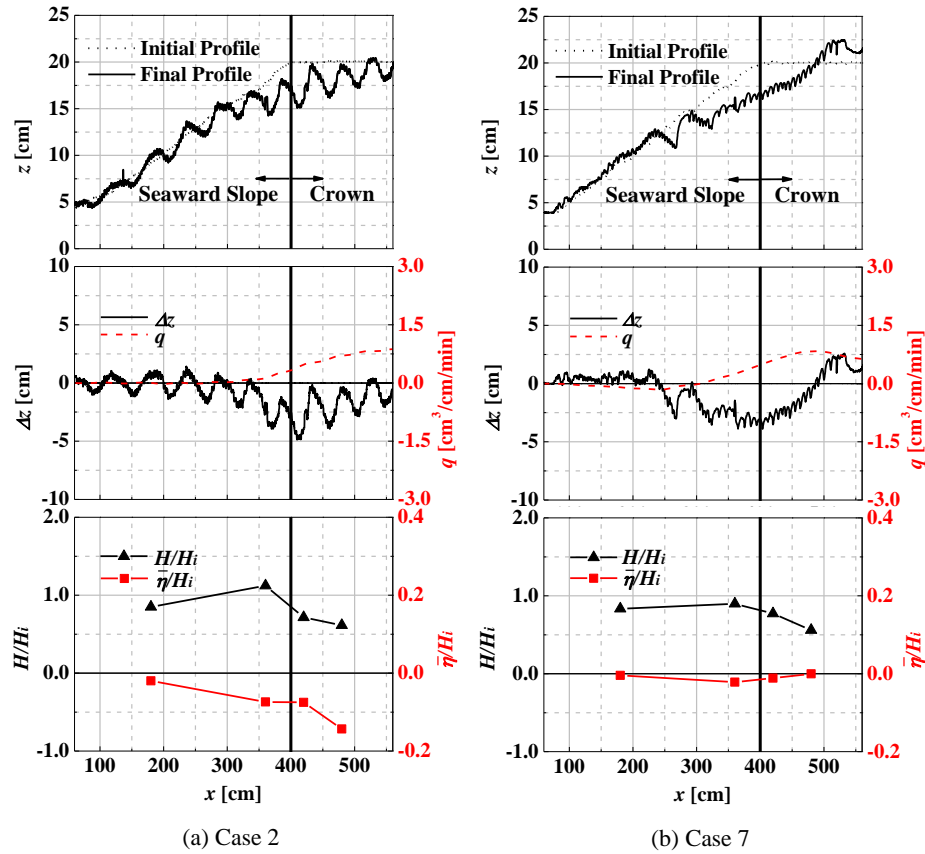 25
20
15
10
5
0
z [cm]
Initial Profile
Final Profile
Seaward Slope
Crown
10
5
0
-5
-10
Δz [cm]
Δz
q
3.0
1.5
0.0
-1.5
-3.0
q [cm³/cm/min]
2.0
1.0
0.0
-1.0
H/Hi
H/Hi
η̄/Hi
0.4
0.2
0.0
-0.2
η̄/Hi
100 200 300 400 500
x [cm]
(a) Case 2
25
20
15
10
5
0
z [cm]
Initial Profile
Final Profile
Seaward Slope
Crown
10
5
0
-5
-10
Δz [cm]
Δz
q
3.0
1.5
0.0
-1.5
-3.0
q [cm³/cm/min]
2.0
1.0
0.0
-1.0
H/Hi
H/Hi
η̄/Hi
0.4
0.2
0.0
-0.2
η̄/Hi
100 200 300 400 500
x [cm]
(b) Case 7